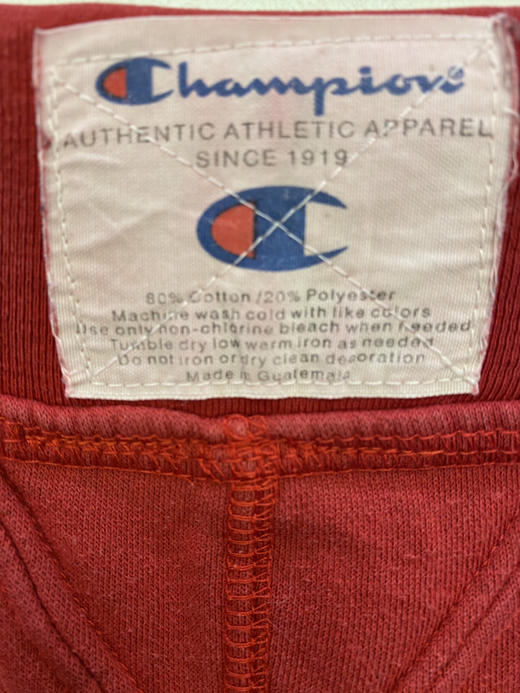 Champion®
AUTHENTIC ATHLETIC APPAREL
SINCE 1919
80% Cotton/20% Polyester
Machine wash cold with like colors
Use only non-chlorine bleach when needed
Tumble dry low warm iron as needed
Do not iron or dry clean decoration
Made in Guatemala